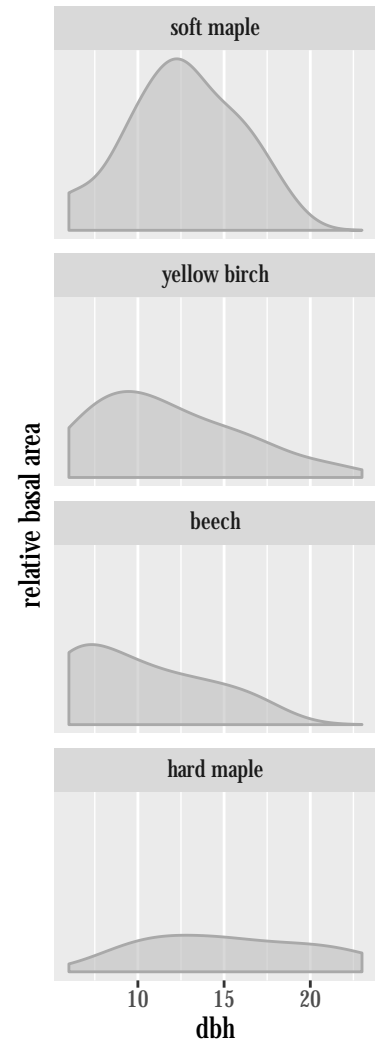 soft maple
yellow birch
beech
hard maple
relative basal area
10 15 20
dbh